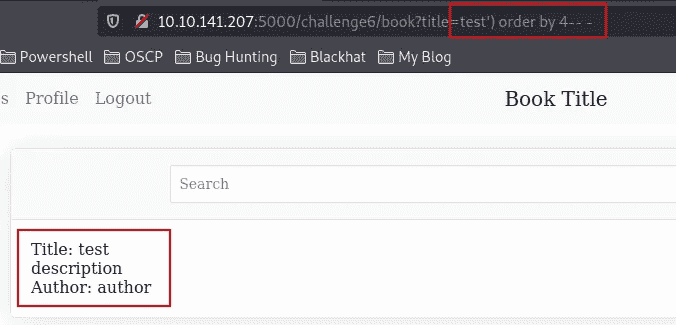 10.10.141.207:5000/challenge6/book?title=test') order by 4-- -
Powershell OSCP Bug Hunting Blackhat My Blog
s Profile Logout Book Title
Search
Title: test
description
Author: author